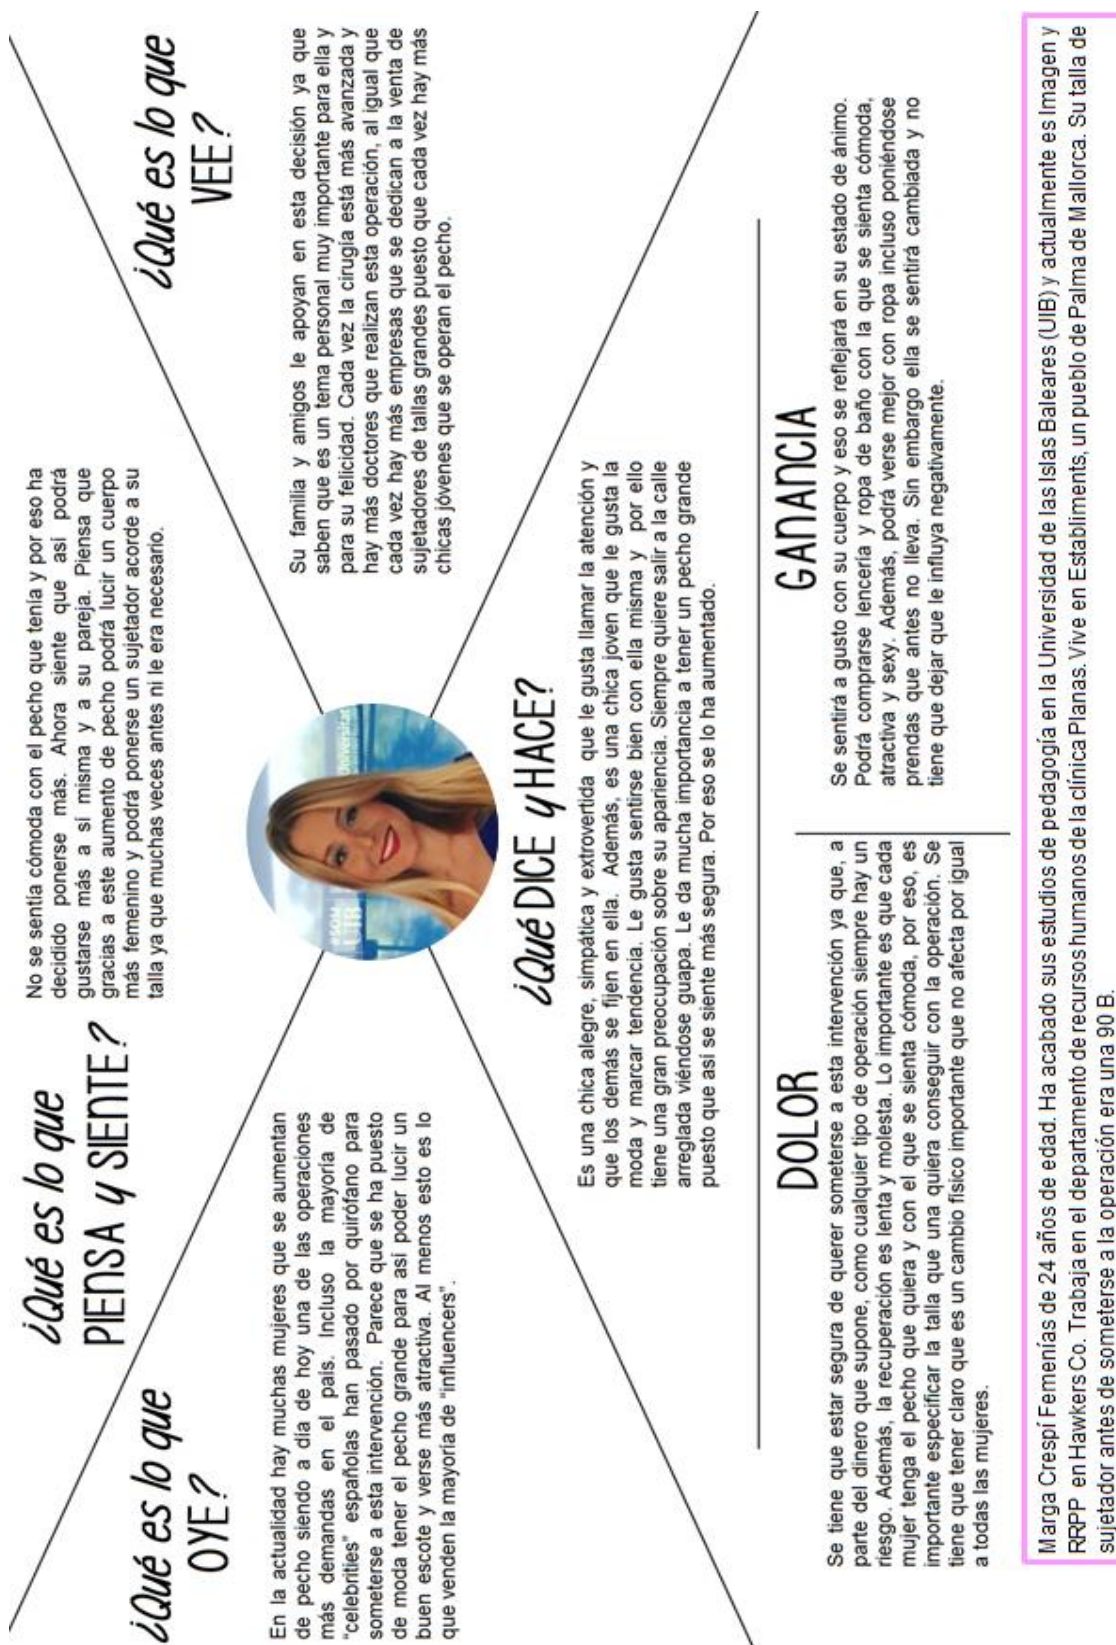 ¿Qué es lo que
PIENSA y SIENTE?
No se sentía cómoda con el pecho que tenía y por eso ha
decidido ponerse más. Ahora siente que así podrá
gustarse más a sí misma y a su pareja. Piensa que
gracias a este aumento de pecho podrá lucir un cuerpo
más femenino y podrá ponerse un sujetador acorde a su
talla ya que muchas veces antes ni le era necesario.
¿Qué es lo que
OYE?
En la actualidad hay muchas mujeres que se aumentan
de pecho siendo a día de hoy una de las operaciones
más demandas en el país. Incluso la mayoría de
"celebrities" españolas han pasado por quirófano para
someterse a esta intervención. Parece que se ha puesto
de moda tener el pecho grande para así poder lucir un
buen escote y verse más atractiva. Al menos esto es lo
que venden la mayoría de "influencers".
#SOM
UIB
¿Qué es lo que
VEE?
Su familia y amigos le apoyan en esta decisión ya que
saben que es un tema personal muy importante para ella y
para su felicidad. Cada vez la cirugía está más avanzada y
hay más doctores que realizan esta operación, al igual que
cada vez hay más empresas que se dedican a la venta de
sujetadores de tallas grandes puesto que cada vez hay más
chicas jóvenes que se operan el pecho.
¿Qué DICE y HACE?
Es una chica alegre, simpática y extrovertida que le gusta llamar la atención y
que los demás se fijen en ella. Además, es una chica joven que le gusta la
moda y marcar tendencia. Le gusta sentirse bien con ella misma y por ello
tiene una gran preocupación sobre su apariencia. Siempre quiere salir a la calle
arreglada viéndose guapa. Le da mucha importancia a tener un pecho grande
puesto que así se siente más segura. Por eso se lo ha aumentado.
DOLOR
Se tiene que estar segura de querer someterse a esta intervención ya que, a
parte del dinero que supone, como cualquier tipo de operación siempre hay un
riesgo. Además, la recuperación es lenta y molesta. Lo importante es que cada
mujer tenga el pecho que quiera y con el que se sienta cómoda, por eso, es
importante especificar la talla que una quiera conseguir con la operación. Se
tiene que tener claro que es un cambio físico importante que no afecta por igual
a todas las mujeres.
GANANCIA
Se sentirá a gusto con su cuerpo y eso se reflejará en su estado de ánimo.
Podrá comprarse lencería y ropa de baño con la que se sienta cómoda,
atractiva y sexy. Además, podrá verse mejor con ropa incluso poniéndose
prendas que antes no lleva. Sin embargo ella se sentirá cambiada y no
tiene que dejar que le influya negativamente.
Marga Crespí Femenías de 24 años de edad. Ha acabado sus estudios de pedagogía en la Universidad de las Islas Baleares (UIB) y actualmente es Imagen y
RRPP en Hawkers Co. Trabaja en el departamento de recursos humanos de la clínica Planas. Vive en Establiments, un pueblo de Palma de Mallorca. Su talla de
sujetador antes de someterse a la operación era una 90 B.